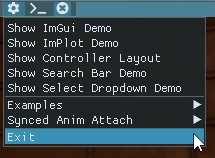 Show ImGui Demo
Show ImPlot Demo
Show Controller Layout
Show Search Bar Demo
Show Select Dropdown Demo
Examples
Synced Anim Attach
Exit